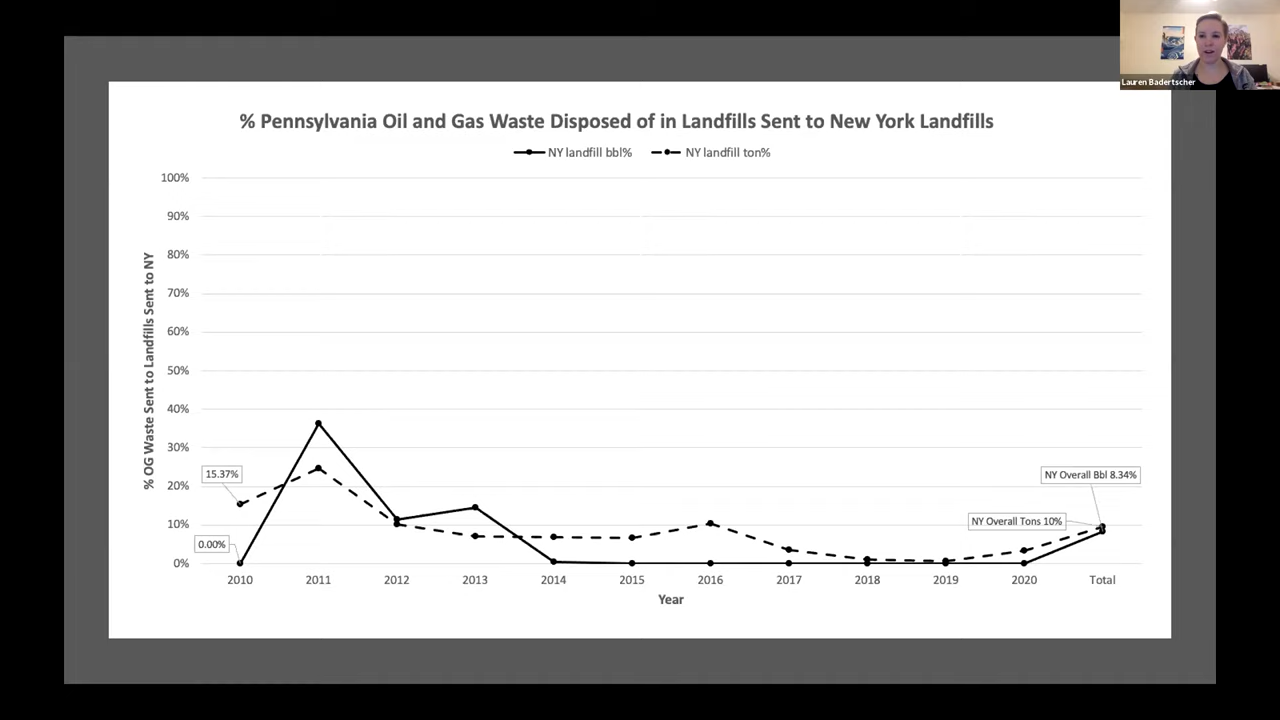 Lauren Badertscher
% Pennsylvania Oil and Gas Waste Disposed of in Landfills Sent to New York Landfills
NY landfill bbl% NY landfill ton%
% OG Waste Sent to Landfills Sent to NY
100%
90%
80%
70%
60%
50%
40%
30%
20%
10%
0%
15.37%
0.00%
NY Overall Bbl 8.34%
NY Overall Tons 10%
2010 2011 2012 2013 2014 2015 2016 2017 2018 2019 2020 Total
Year